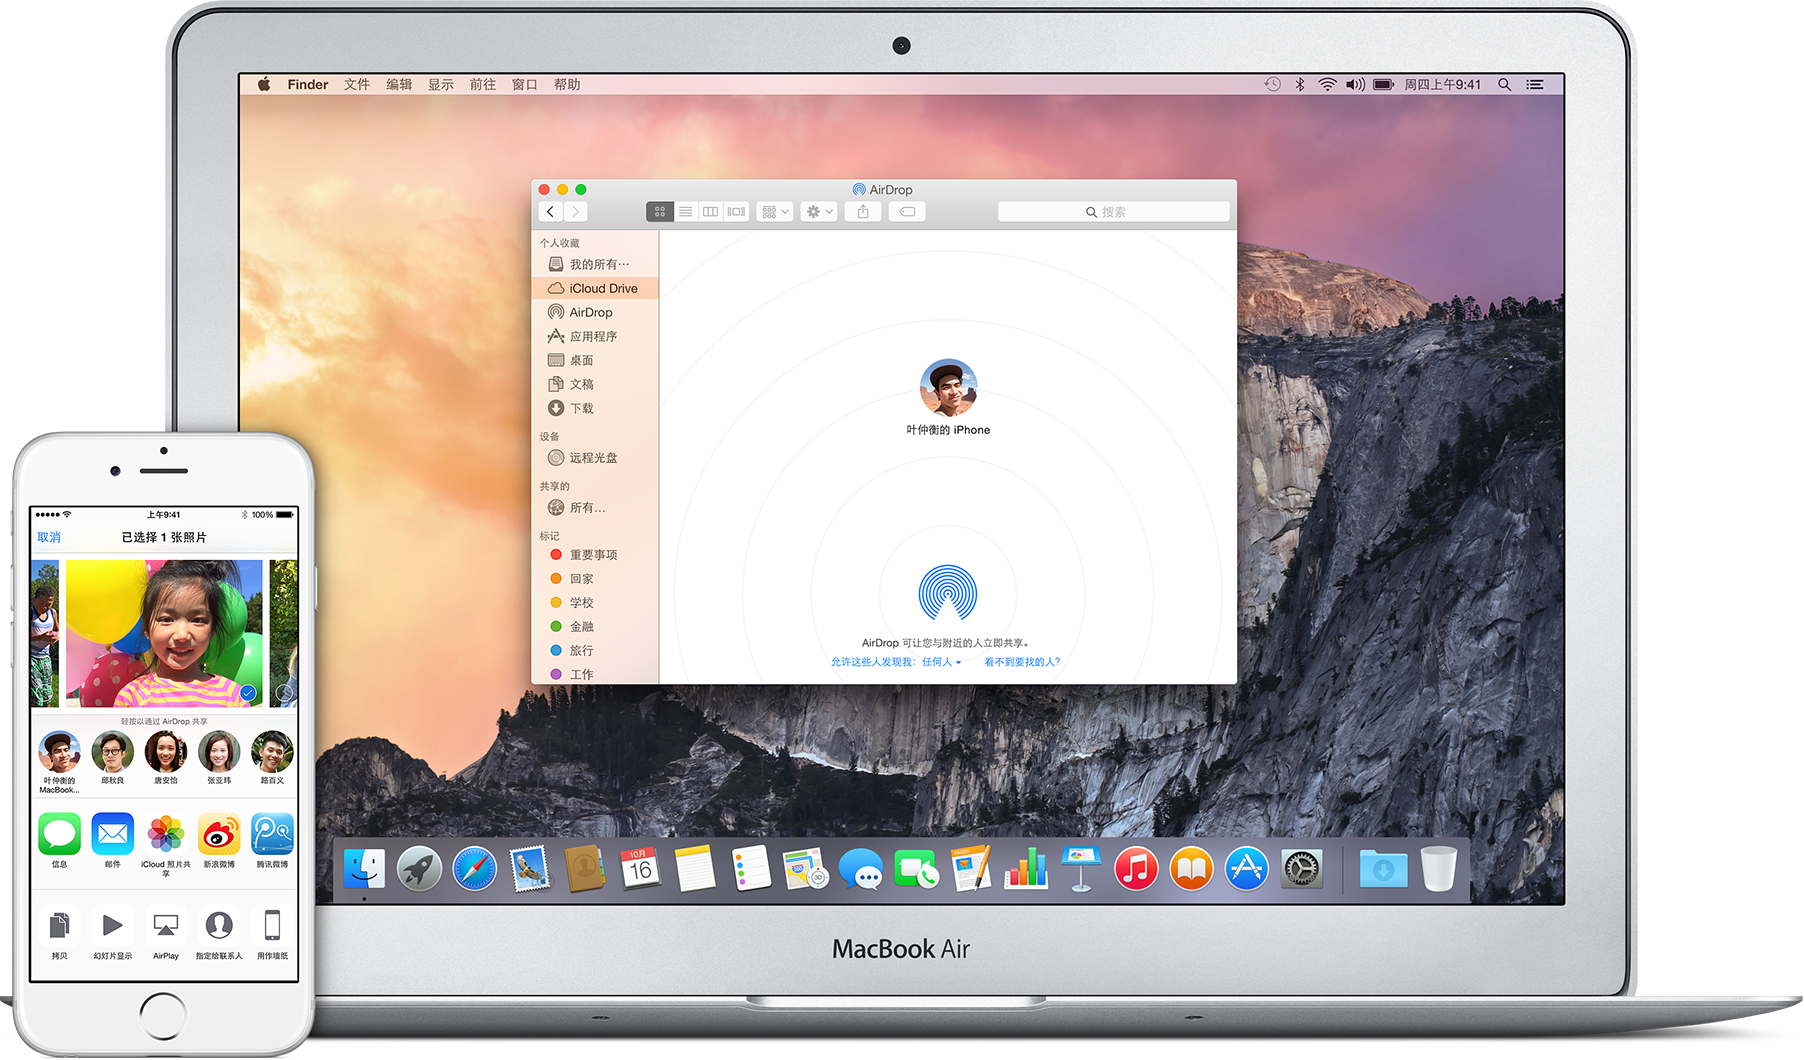 Finder 文件 编辑 显示 前往 窗口 帮助
周四上午9:41
AirDrop
搜索
个人收藏
我的所有…
iCloud Drive
AirDrop
应用程序
桌面
文稿
下载
设备
远程光盘
共享的
所有…
标记
重要事项
回家
学校
金融
旅行
工作
叶仲衡的 iPhone
AirDrop 可让您与附近的人立即共享。
允许这些人发现我：任何人 看不到要找的人？
10月
16
3D
PAGES
MacBook Air
上午9:41
100%
取消
已选择 1 张照片
轻按以通过 AirDrop 共享
叶仲衡的
MacBook...
邱秋良
唐安怡
张亚玮
路百义
信息
邮件
iCloud 照片共
享
新浪微博
腾讯微博
拷贝
幻灯片显示
AirPlay
指定给联系人
用作墙纸